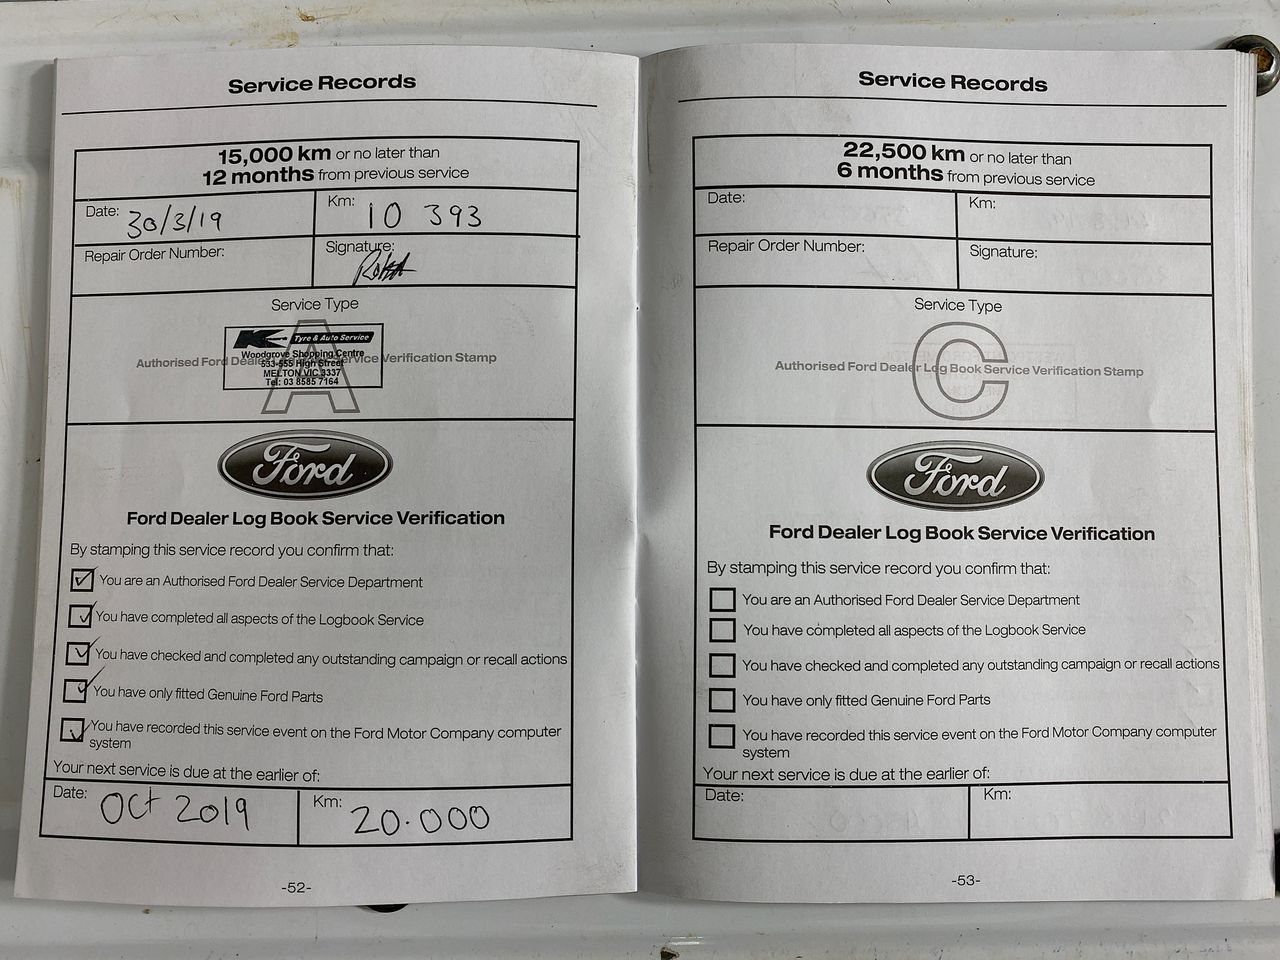 Service Records
15,000 km or no later than
12 months from previous service
Date: 30/3/19
Km: 10 393
Repair Order Number:
Signature:
Service Type
A
Authorised Ford Dealer Log Book Service Verification Stamp
K Tyre & Auto Service
Woodgrove Shopping Centre
533-555 High Street
MELTON VIC 3337
Tel: 03 8585 7164
Ford
Ford Dealer Log Book Service Verification
By stamping this service record you confirm that:
You are an Authorised Ford Dealer Service Department
You have completed all aspects of the Logbook Service
You have checked and completed any outstanding campaign or recall actions
You have only fitted Genuine Ford Parts
You have recorded this service event on the Ford Motor Company computer
system
Your next service is due at the earlier of:
Date: Oct 2019
Km: 20.000
-52-
Service Records
22,500 km or no later than
6 months from previous service
Date:
Km:
Repair Order Number:
Signature:
Service Type
C
Authorised Ford Dealer Log Book Service Verification Stamp
Ford
Ford Dealer Log Book Service Verification
By stamping this service record you confirm that:
You are an Authorised Ford Dealer Service Department
You have completed all aspects of the Logbook Service
You have checked and completed any outstanding campaign or recall actions
You have only fitted Genuine Ford Parts
You have recorded this service event on the Ford Motor Company computer
system
Your next service is due at the earlier of:
Date:
Km:
-53-